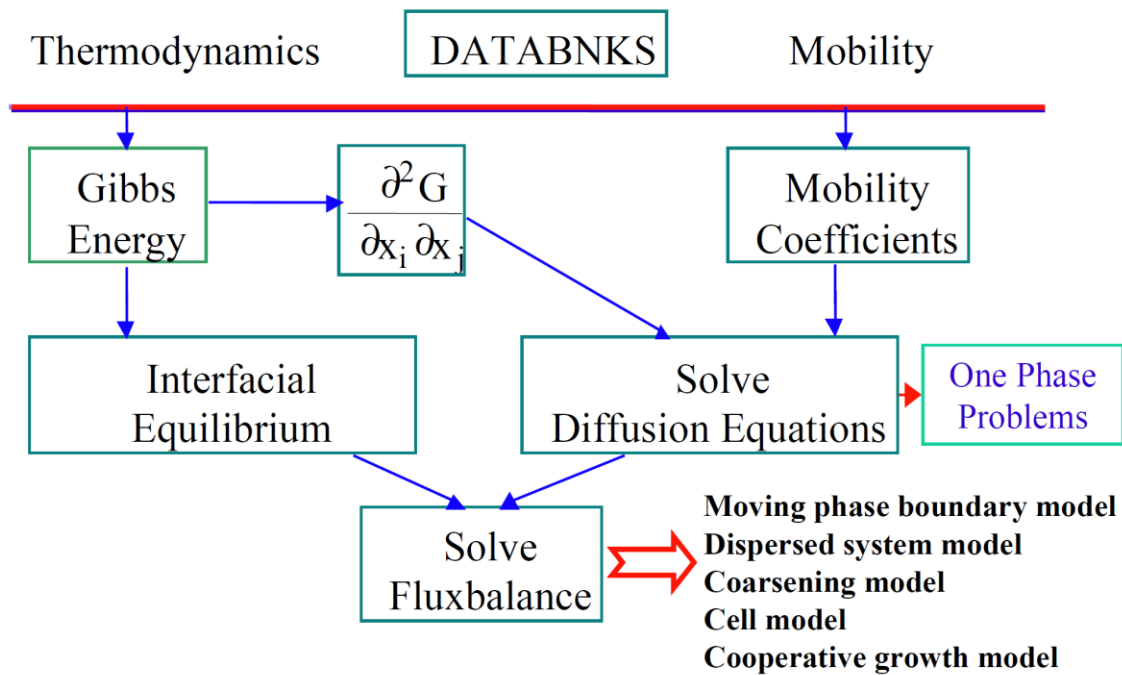 Thermodynamics DATABNKS Mobility
Gibbs
Energy
∂²G
∂xᵢ ∂xⱼ
Mobility
Coefficients
Interfacial
Equilibrium
Solve
Diffusion Equations
One Phase
Problems
Solve
Fluxbalance
Moving phase boundary model
Dispersed system model
Coarsening model
Cell model
Cooperative growth model